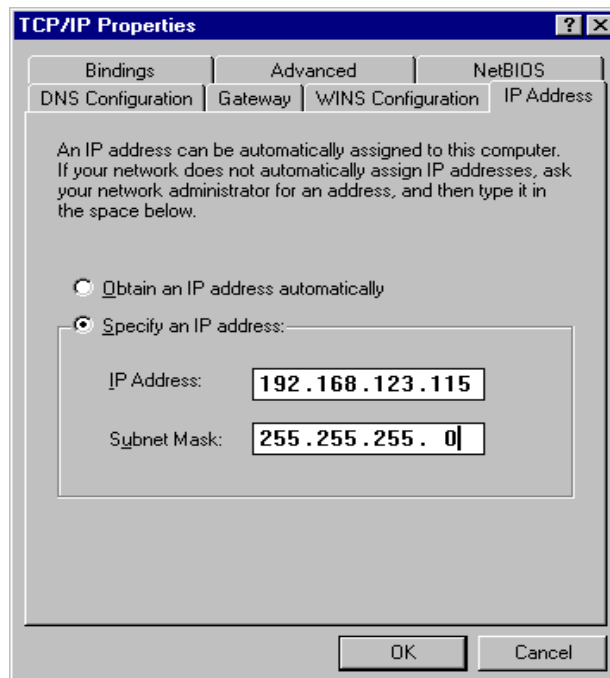 TCP/IP Properties
Bindings Advanced NetBIOS
DNS Configuration Gateway WINS Configuration IP Address
An IP address can be automatically assigned to this computer.
If your network does not automatically assign IP addresses, ask
your network administrator for an address, and then type it in
the space below.
Obtain an IP address automatically
Specify an IP address:
IP Address: 192.168.123.115
Subnet Mask: 255.255.255. 0
OK Cancel